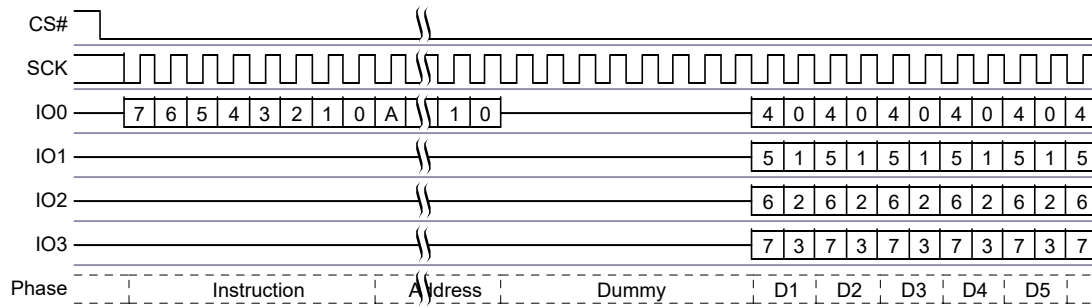 CS#
SCK
IO0 7 6 5 4 3 2 1 0 A 1 0 4 0 4 0 4 0 4 0 4 0 4
IO1 5 1 5 1 5 1 5 1 5 1 5
IO2 6 2 6 2 6 2 6 2 6 2 6
IO3 7 3 7 3 7 3 7 3 7 3 7
Phase Instruction Address Dummy D1 D2 D3 D4 D5